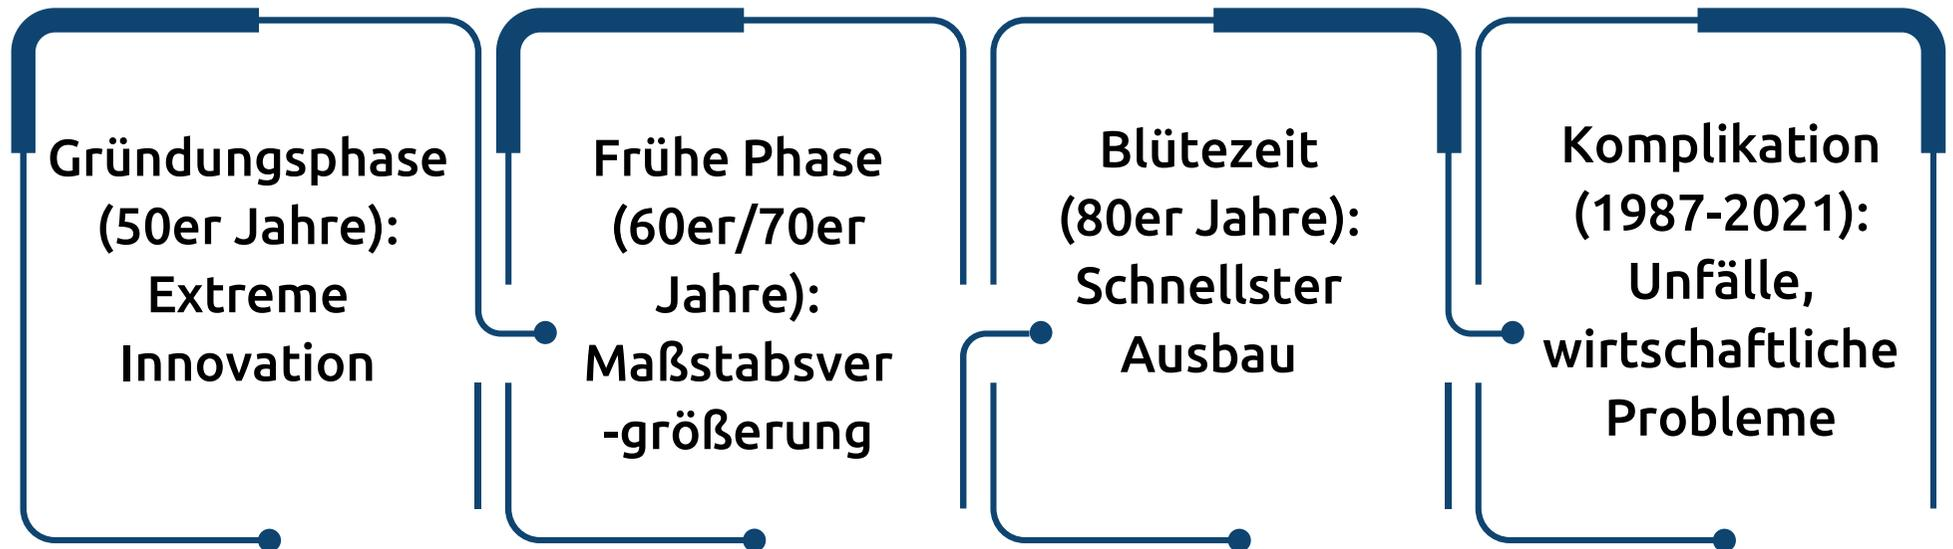 Gründungsphase
(50er Jahre):
Extreme
Innovation
Frühe Phase
(60er/70er
Jahre):
Maßstabsver
-größerung
Blütezeit
(80er Jahre):
Schnellster
Ausbau
Komplikation
(1987-2021):
Unfälle,
wirtschaftliche
Probleme